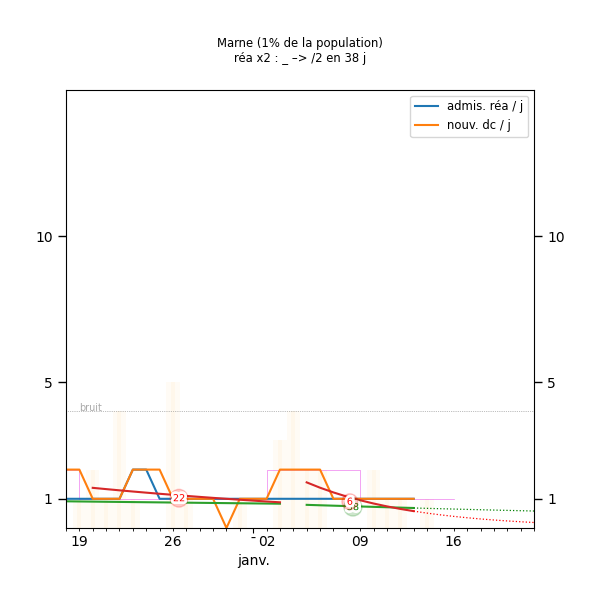 Marne (1% de la population)
réa x2 : _ –> /2 en 38 j
admis. réa / j
nouv. dc / j
10
10
5
5
bruit
1
1
22
6
38
19
26
02
09
16
janv.